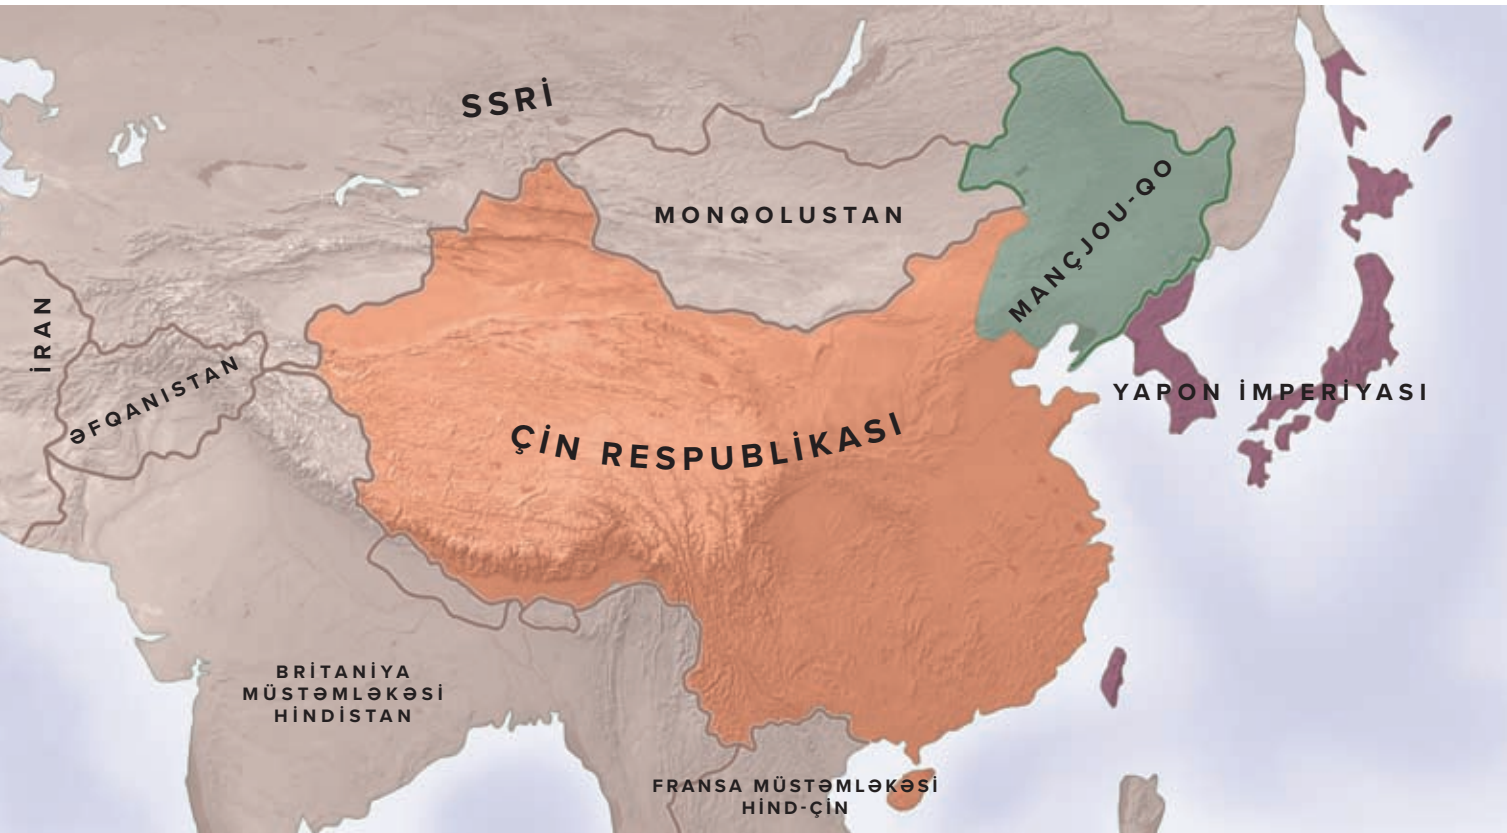 SSRİ
MONQOLUSTAN
MANÇJOU-QO
İRAN
ƏFQANISTAN
YAPON İMPERİYASI
ÇİN RESPUBLİKASI
BRİTANİYA
MÜSTƏMLƏKƏSİ
HİNDİSTAN
FRANSA MÜSTƏMLƏKƏSİ
HİND-ÇİN